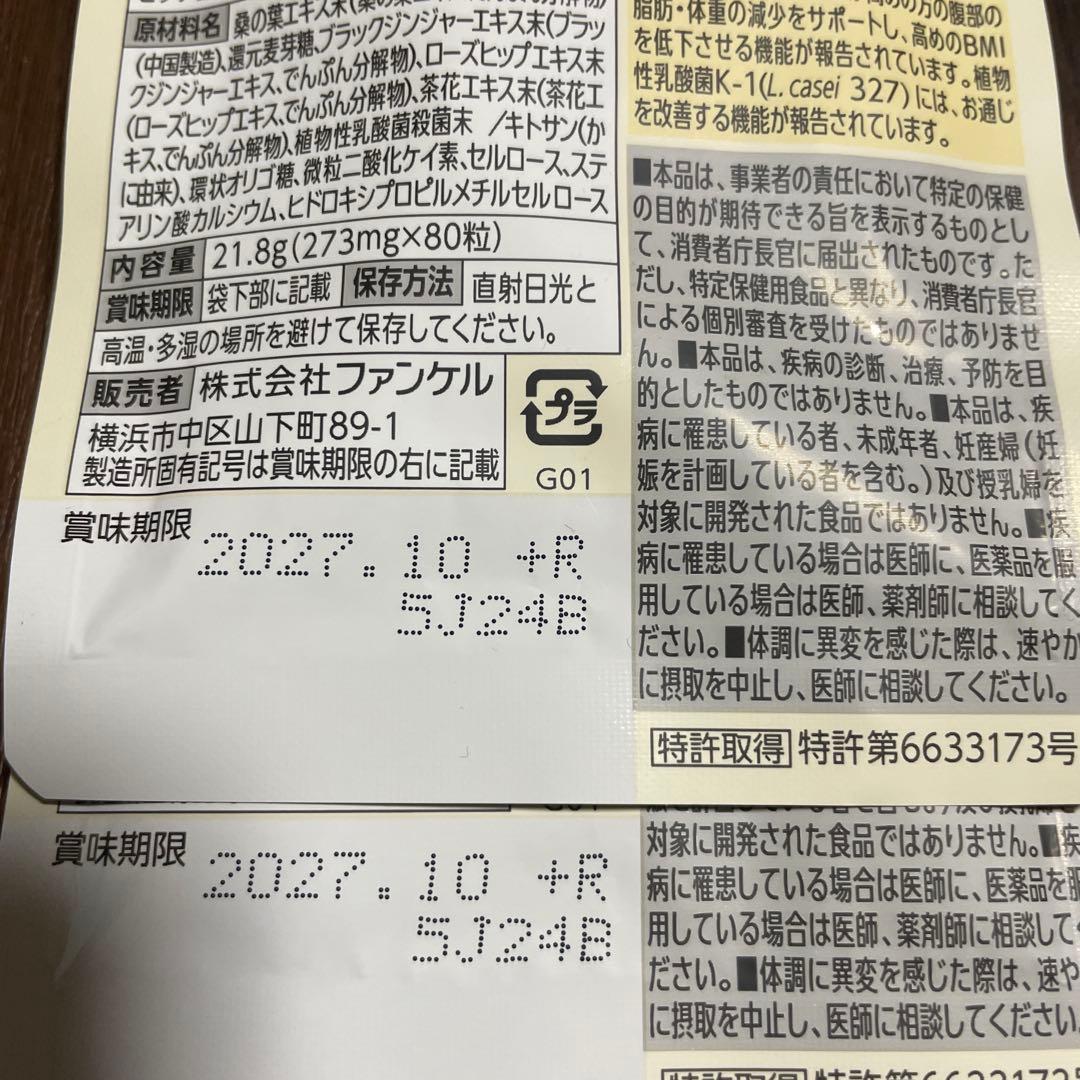 原材料名 桑の葉エキス末(桑の葉エ
(中国製造)、還元麦芽糖、ブラックジンジャーエキス末(ブラッ
クジンジャーエキス、でんぷん分解物)、ローズヒップエキス末
(ローズヒップエキス、でんぷん分解物)、茶花エキス末(茶花エ
キス、でんぷん分解物)、植物性乳酸菌殺菌末 /キトサン(か
に由来)、環状オリゴ糖、微粒二酸化ケイ素、セルロース、ステ
アリン酸カルシウム、ヒドロキシプロピルメチルセルロース
内容量 21.8g(273mg×80粒)
賞味期限 袋下部に記載 保存方法 直射日光と
高温・多湿の場所を避けて保存してください。
販売者 株式会社ファンケル
横浜市中区山下町89-1
製造所固有記号は賞味期限の右に記載
プラ
G01
賞味期限 2027.10 +R
5J24B
の方の腹部の
脂肪・体重の減少をサポートし、高めのBMI
を低下させる機能が報告されています。植物
性乳酸菌K-1(L. casei 327)には、お通じ
を改善する機能が報告されています。
■本品は、事業者の責任において特定の保健
の目的が期待できる旨を表示するものとし
て、消費者庁長官に届出されたものです。た
だし、特定保健用食品と異なり、消費者庁長官
による個別審査を受けたものではありませ
ん。■本品は、疾病の診断、治療、予防を目
的としたものではありません。■本品は、疾
病に罹患している者、未成年者、妊産婦(妊
娠を計画している者を含む。)及び授乳婦を
対象に開発された食品ではありません。■疾
病に罹患している場合は医師に、医薬品を服
用している場合は医師、薬剤師に相談してく
ださい。■体調に異変を感じた際は、速やか
に摂取を中止し、医師に相談してください。
特許取得 特許第6633173号
賞味期限 2027.10 +R
5J24B
対象に開発された食品ではありません。■疾
病に罹患している場合は医師に、医薬品を服
用している場合は医師、薬剤師に相談して
ださい。■体調に異変を感じた際は、速や
に摂取を中止し、医師に相談してください
特許取得 特許第6633173号